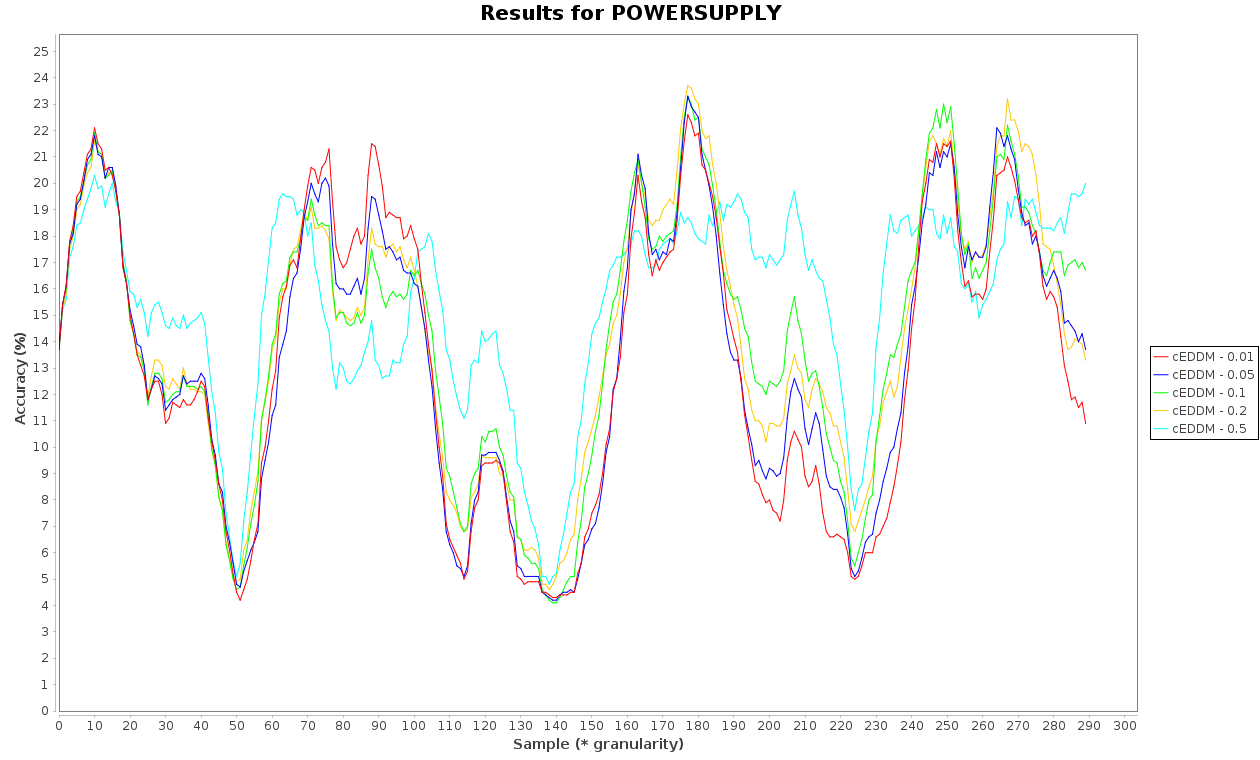 Results for POWERSUPPLY
25
24
23
22
21
20
19
18
17
16
15
14
13
12
11
10
9
8
7
6
5
4
3
2
1
0
Accuracy (%)
0 10 20 30 40 50 60 70 80 90 100 110 120 130 140 150 160 170 180 190 200 210 220 230 240 250 260 270 280 290 300
Sample (* granularity)
cEDDM - 0.01
cEDDM - 0.05
cEDDM - 0.1
cEDDM - 0.2
cEDDM - 0.5